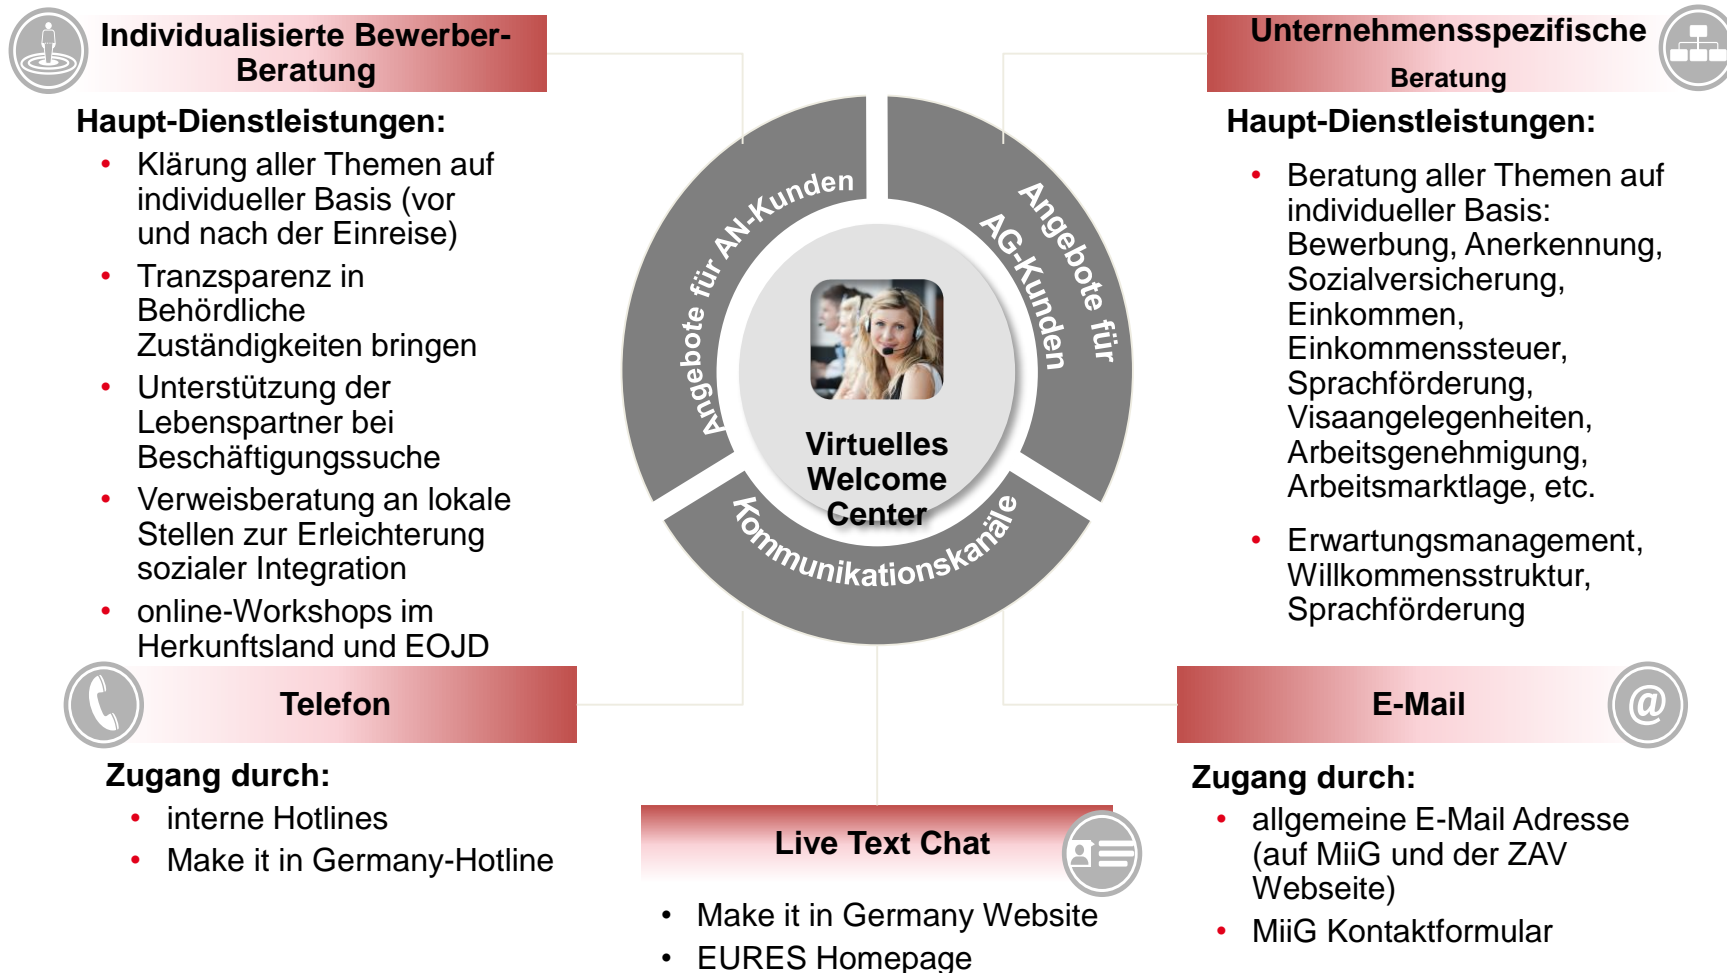 Individualisierte Bewerber-
Beratung
Haupt-Dienstleistungen:
• Klärung aller Themen auf
individueller Basis (vor
und nach der Einreise)
• Tranzsparenz in
Behördliche
Zuständigkeiten bringen
• Unterstützung der
Lebenspartner bei
Beschäftigungssuche
• Verweisberatung an lokale
Stellen zur Erleichterung
sozialer Integration
• online-Workshops im
Herkunftsland und EOJD
Unternehmensspezifische
Beratung
Haupt-Dienstleistungen:
• Beratung aller Themen auf
individueller Basis:
Bewerbung, Anerkennung,
Sozialversicherung,
Einkommen,
Einkommenssteuer,
Sprachförderung,
Visaangelegenheiten,
Arbeitsgenehmigung,
Arbeitsmarktlage, etc.
• Erwartungsmanagement,
Willkommensstruktur,
Sprachförderung
Angebote für AN-Kunden
Angebote für
AG-Kunden
Virtuelles
Welcome
Center
Kommunikationskanäle
Telefon
Zugang durch:
• interne Hotlines
• Make it in Germany-Hotline
Live Text Chat
• Make it in Germany Website
• EURES Homepage
E-Mail
@
Zugang durch:
• allgemeine E-Mail Adresse
(auf MiiG und der ZAV
Webseite)
• MiiG Kontaktformular